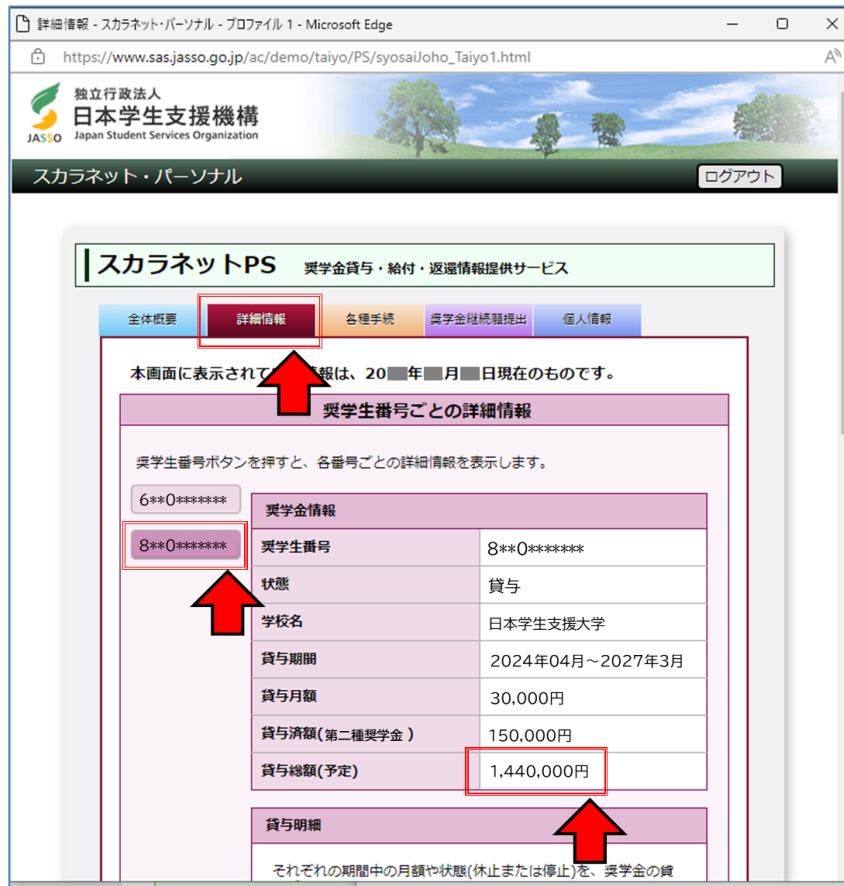 詳細情報 - スカラネット・パーソナル - プロファイル 1 - Microsoft Edge
https://www.sas.jasso.go.jp/ac/demo/taiyo/PS/syosaiJoho_Taiyo1.html
独立行政法人
日本学生支援機構
JASSO Japan Student Services Organization
スカラネット・パーソナル ログアウト
スカラネットPS 奨学金貸与・給付・返還情報提供サービス
全体概要 詳細情報 各種手続 奨学金継続願提出 個人情報
本画面に表示されて 報は、20 年 月 日現在のものです。
奨学生番号ごとの詳細情報
奨学生番号ボタンを押すと、各番号ごとの詳細情報を表示します。
6**0*******
8**0*******
奨学金情報
奨学生番号 8**0*******
状態 貸与
学校名 日本学生支援大学
貸与期間 2024年04月~2027年3月
貸与月額 30,000円
貸与済額(第二種奨学金 ) 150,000円
貸与総額(予定) 1,440,000円
貸与明細
それぞれの期間中の月額や状態(休止または停止)を、奨学金の貸